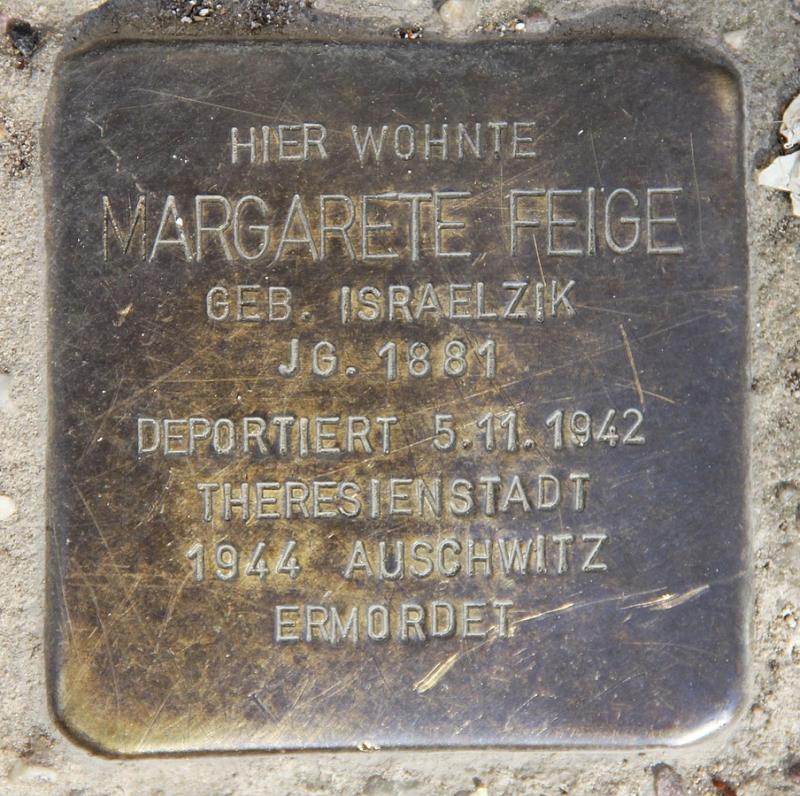 HIER WOHNTE
MARGARETE FEIGE
GEB. ISRAELZIK
JG. 1881
DEPORTIERT 5.11.1942
THERESIENSTADT
1944 AUSCHWITZ
ERMORDET